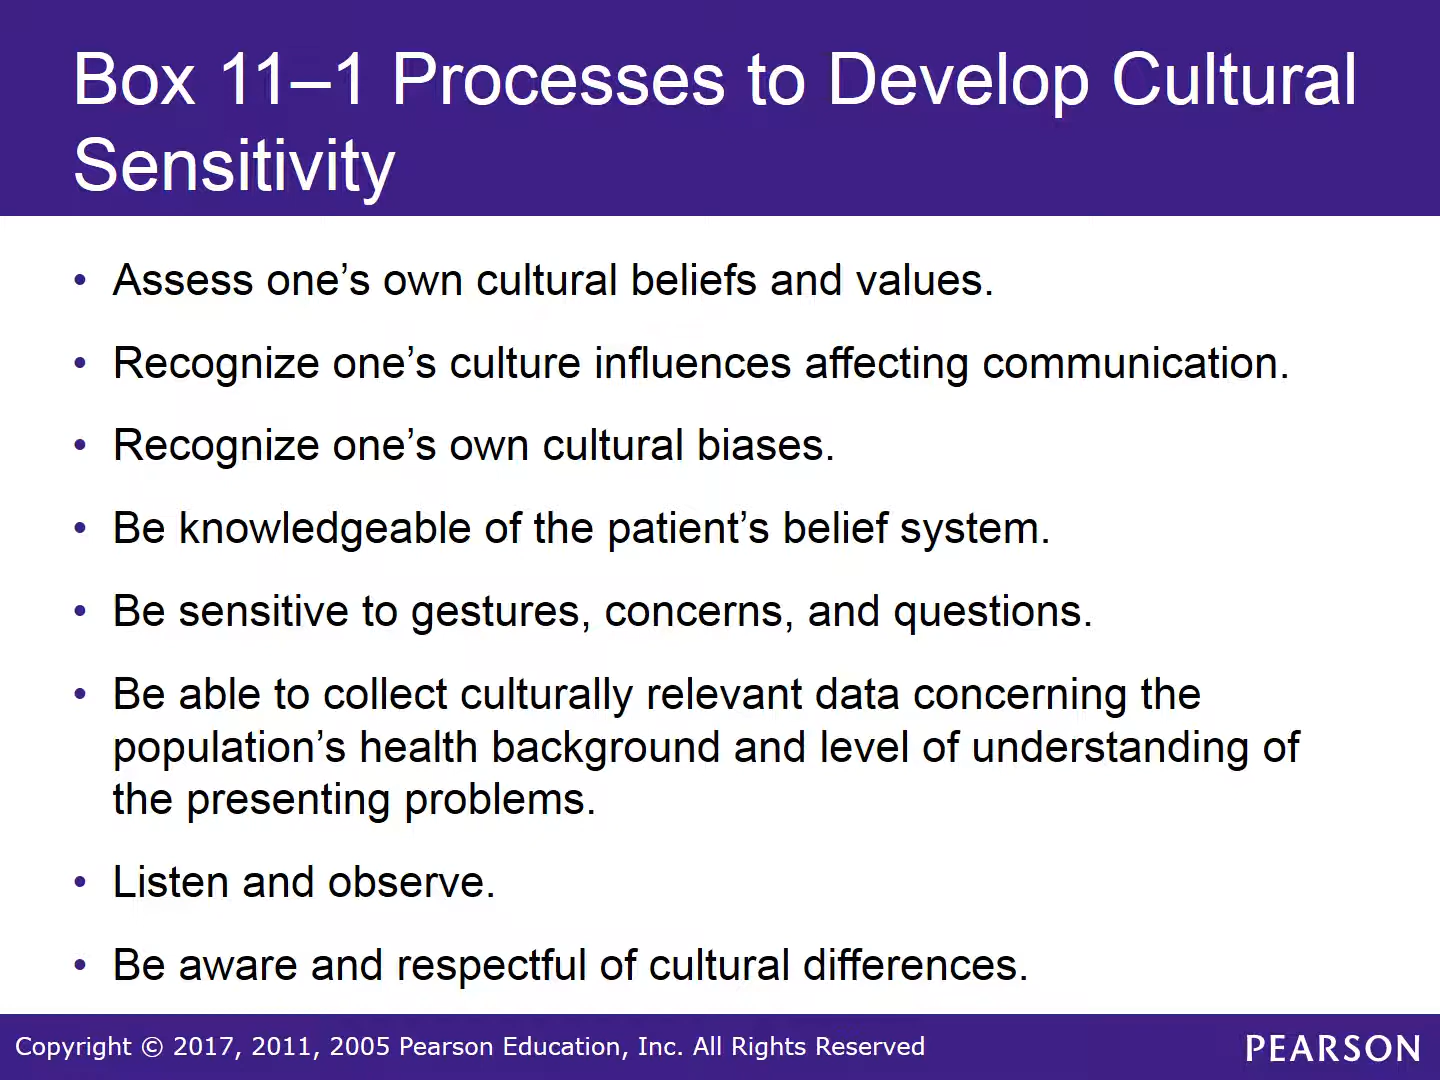 Box 11–1 Processes to Develop Cultural
Sensitivity
• Assess one’s own cultural beliefs and values.
• Recognize one’s culture influences affecting communication.
• Recognize one’s own cultural biases.
• Be knowledgeable of the patient’s belief system.
• Be sensitive to gestures, concerns, and questions.
• Be able to collect culturally relevant data concerning the
population’s health background and level of understanding of
the presenting problems.
• Listen and observe.
• Be aware and respectful of cultural differences.
Copyright © 2017, 2011, 2005 Pearson Education, Inc. All Rights Reserved
PEARSON